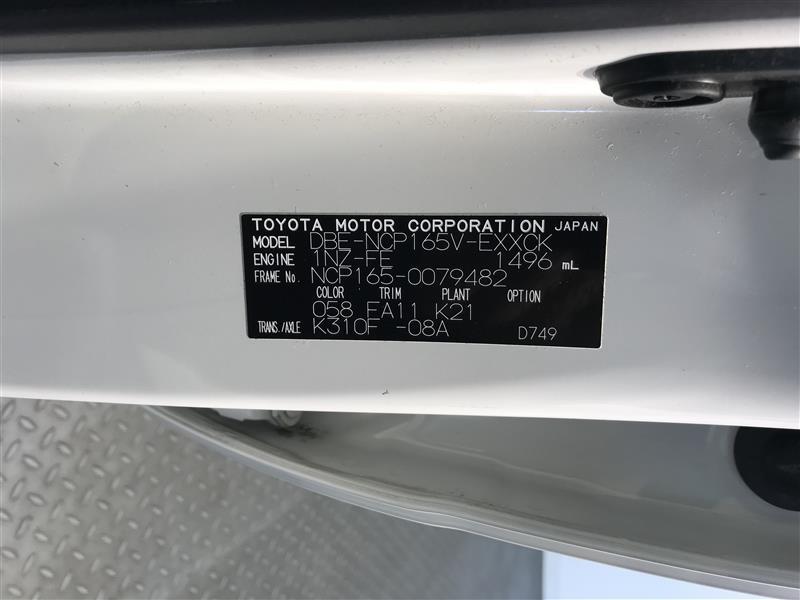 TOYOTA MOTOR CORPORATION JAPAN
MODEL DBE-NCP165V-EXXCK
ENGINE 1NZ-FE 1496 mL
FRAME No. NCP165-0079482
COLOR TRIM PLANT OPTION
058 FA11 K21
TRANS./AXLE K310F -08A D749